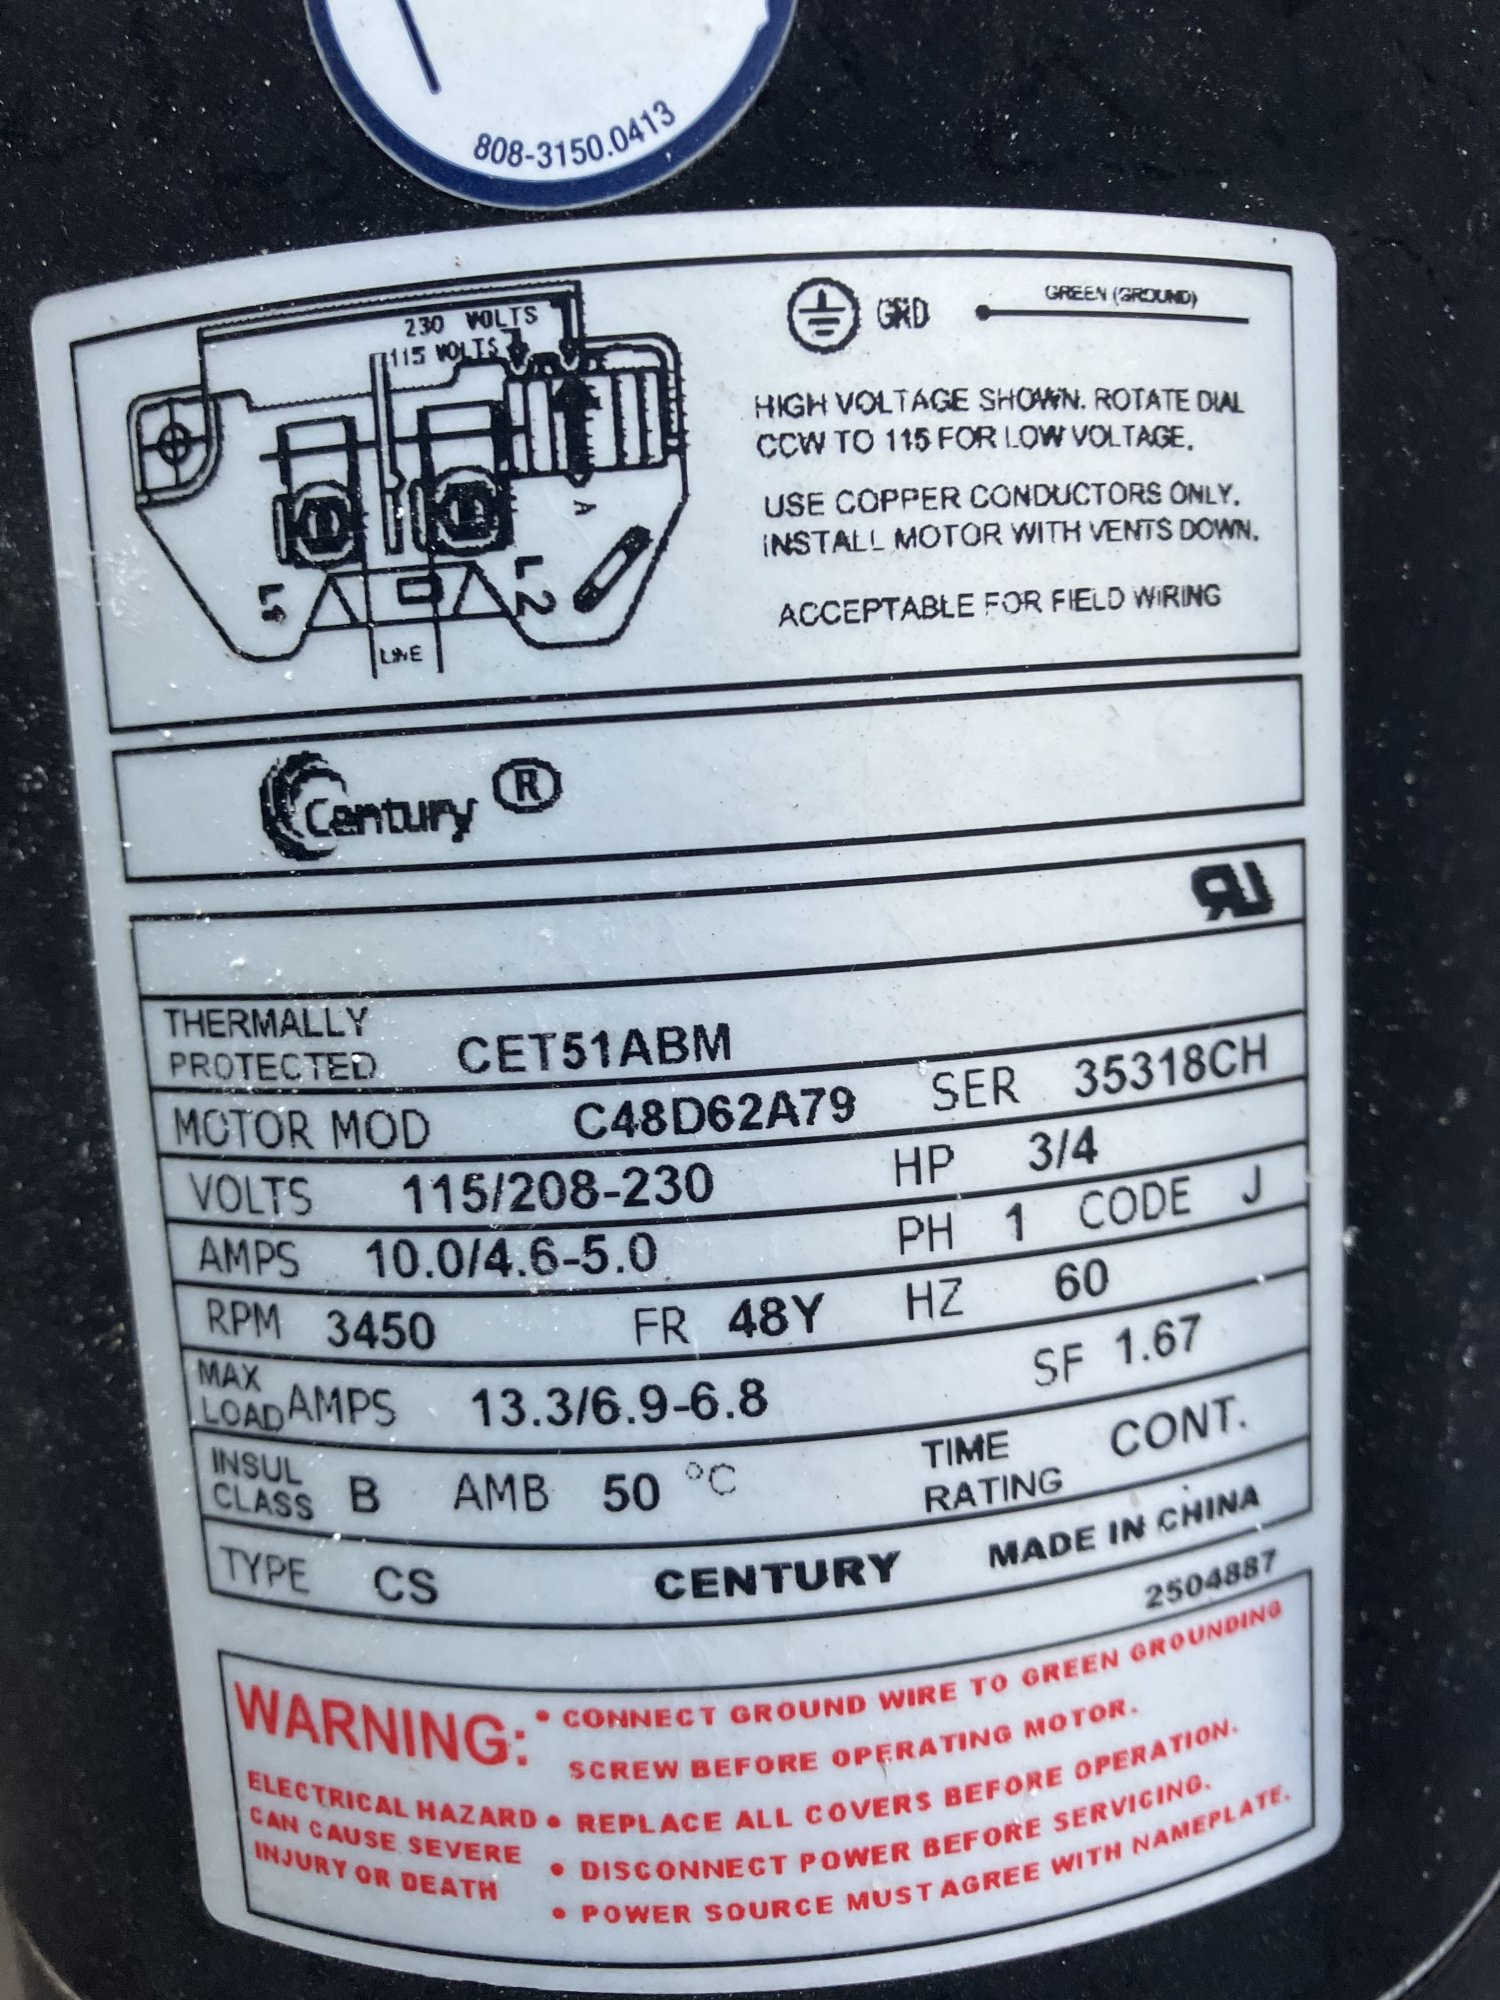 808-3150.0413
230 VOLTS
115 VOLTS
A
L1
L2
LINE
GRD GREEN (GROUND)
HIGH VOLTAGE SHOWN. ROTATE DIAL
CCW TO 115 FOR LOW VOLTAGE.
USE COPPER CONDUCTORS ONLY.
INSTALL MOTOR WITH VENTS DOWN.
ACCEPTABLE FOR FIELD WIRING
Century ®
RU
THERMALLY
PROTECTED CET51ABM
MOTOR MOD C48D62A79 SER 35318CH
VOLTS 115/208-230 HP 3/4
AMPS 10.0/4.6-5.0 PH 1 CODE J
RPM 3450 FR 48Y HZ 60
MAX
LOAD AMPS 13.3/6.9-6.8 SF 1.67
INSUL
CLASS B AMB 50 °C TIME
RATING CONT.
TYPE CS CENTURY MADE IN CHINA
2504887
WARNING:
ELECTRICAL HAZARD
CAN CAUSE SEVERE
INJURY OR DEATH
• CONNECT GROUND WIRE TO GREEN GROUNDING
SCREW BEFORE OPERATING MOTOR.
• REPLACE ALL COVERS BEFORE OPERATION.
• DISCONNECT POWER BEFORE SERVICING.
• POWER SOURCE MUST AGREE WITH NAMEPLATE.